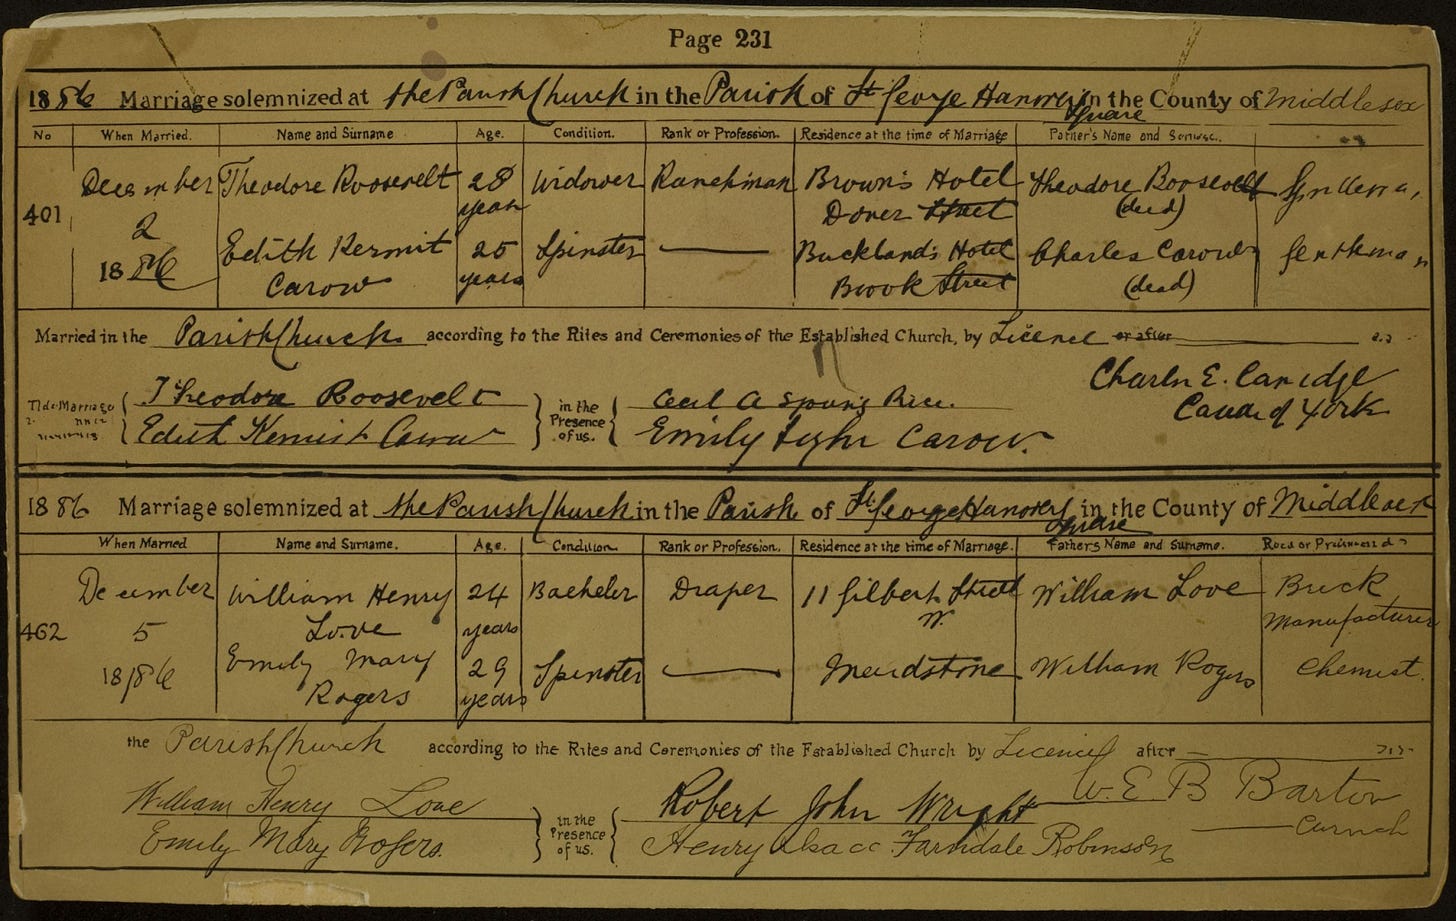 Page 231
1886 Marriage solemnized at the Parish Church in the Parish of St George Hanover Square in the County of Middlesex
No When Married. Name and Surname Age. Condition. Rank or Profession. Residence at the time of Marriage Father's Name and
401 December 2 1886 Theodore Roosevelt 28 years Widower Ranchman Brown's Hotel Dover Street Theodore Roosevelt (dead)
Edith Kermit Carow 25 years Spinster Buckland's Hotel Brook Street Charles Carow (dead) Gentleman
Married in the Parish Church according to the Rites and Ceremonies of the Established Church, by Licence or after
Charles E.
of York
Theodore Roosevelt in the Presence of us. Cecil A Spring Rice.
Edith Kermit Carow Emily Carow.
1886 Marriage solemnized at the Parish Church in the Parish of St George Hanover Square in the County of Middlesex
When Married Name and Surname. Age. Condition Rank or Profession. Residence at the time of Marriage. Fathers Name and Surname.
462 December 5 1886 William Henry Love 24 years Bachelor Draper 11 Gilbert Street W. William Love Manufacturer
Emily Mary Rogers 29 years Spinster William Rogers Chemist.
the Parish Church according to the Rites and Ceremonies of the Established Church by Licence after
W. E. B Barton
William Henry Love in the Presence of us. Robert John Wright
Emily Mary Rogers. Henry Isaac Farndale Robinson